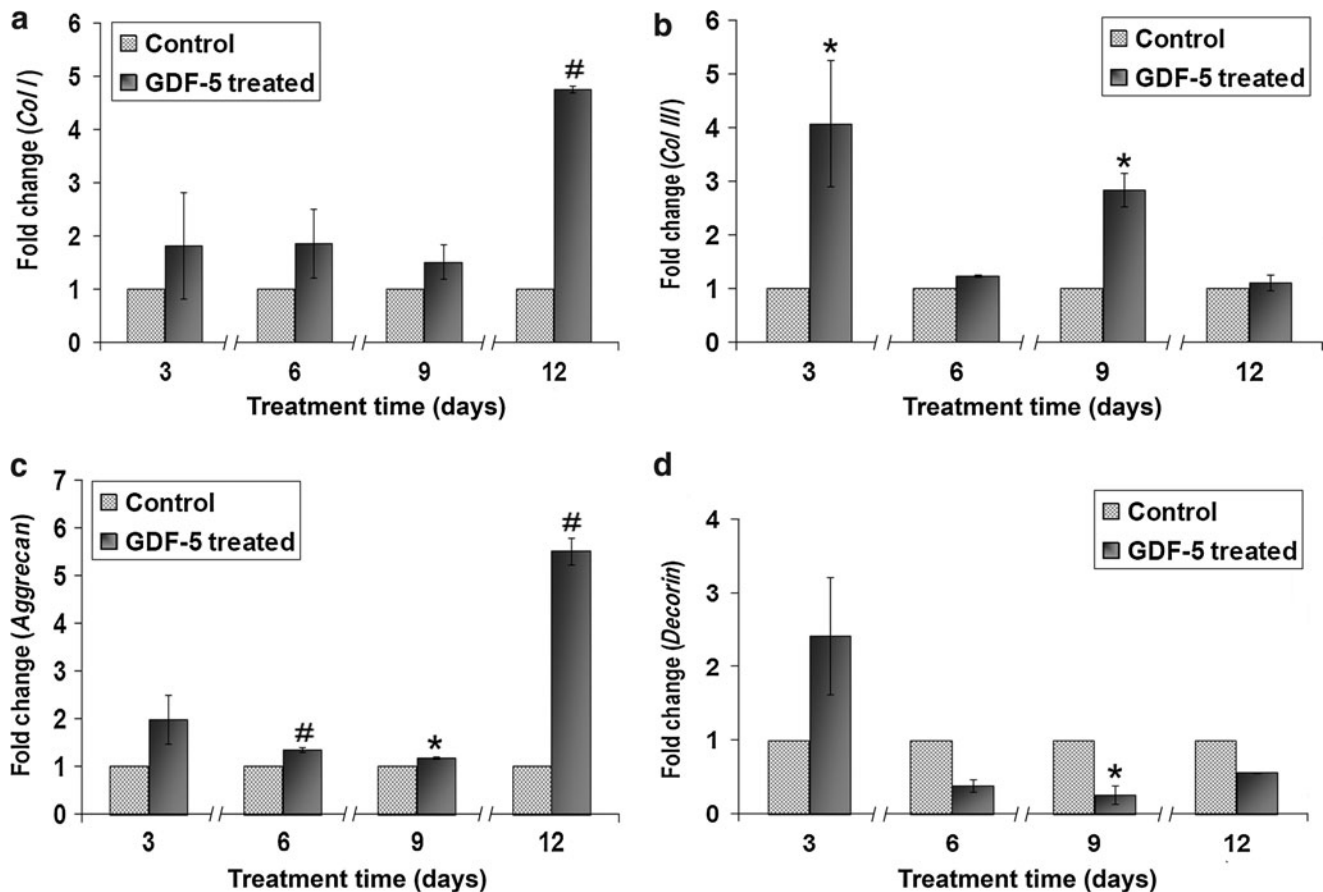 a
Control
GDF-5 treated
Fold change (Col I)
6
5
4
3
2
1
0
#
3 6 9 12
Treatment time (days)
b
Control
GDF-5 treated
Fold change (Col III)
6
5
4
3
2
1
0
*
*
3 6 9 12
Treatment time (days)
c
Control
GDF-5 treated
Fold change (Aggrecan)
7
6
5
4
3
2
1
0
#
*
#
3 6 9 12
Treatment time (days)
d
Control
GDF-5 treated
Fold change (Decorin)
4
3
2
1
0
*
3 6 9 12
Treatment time (days)